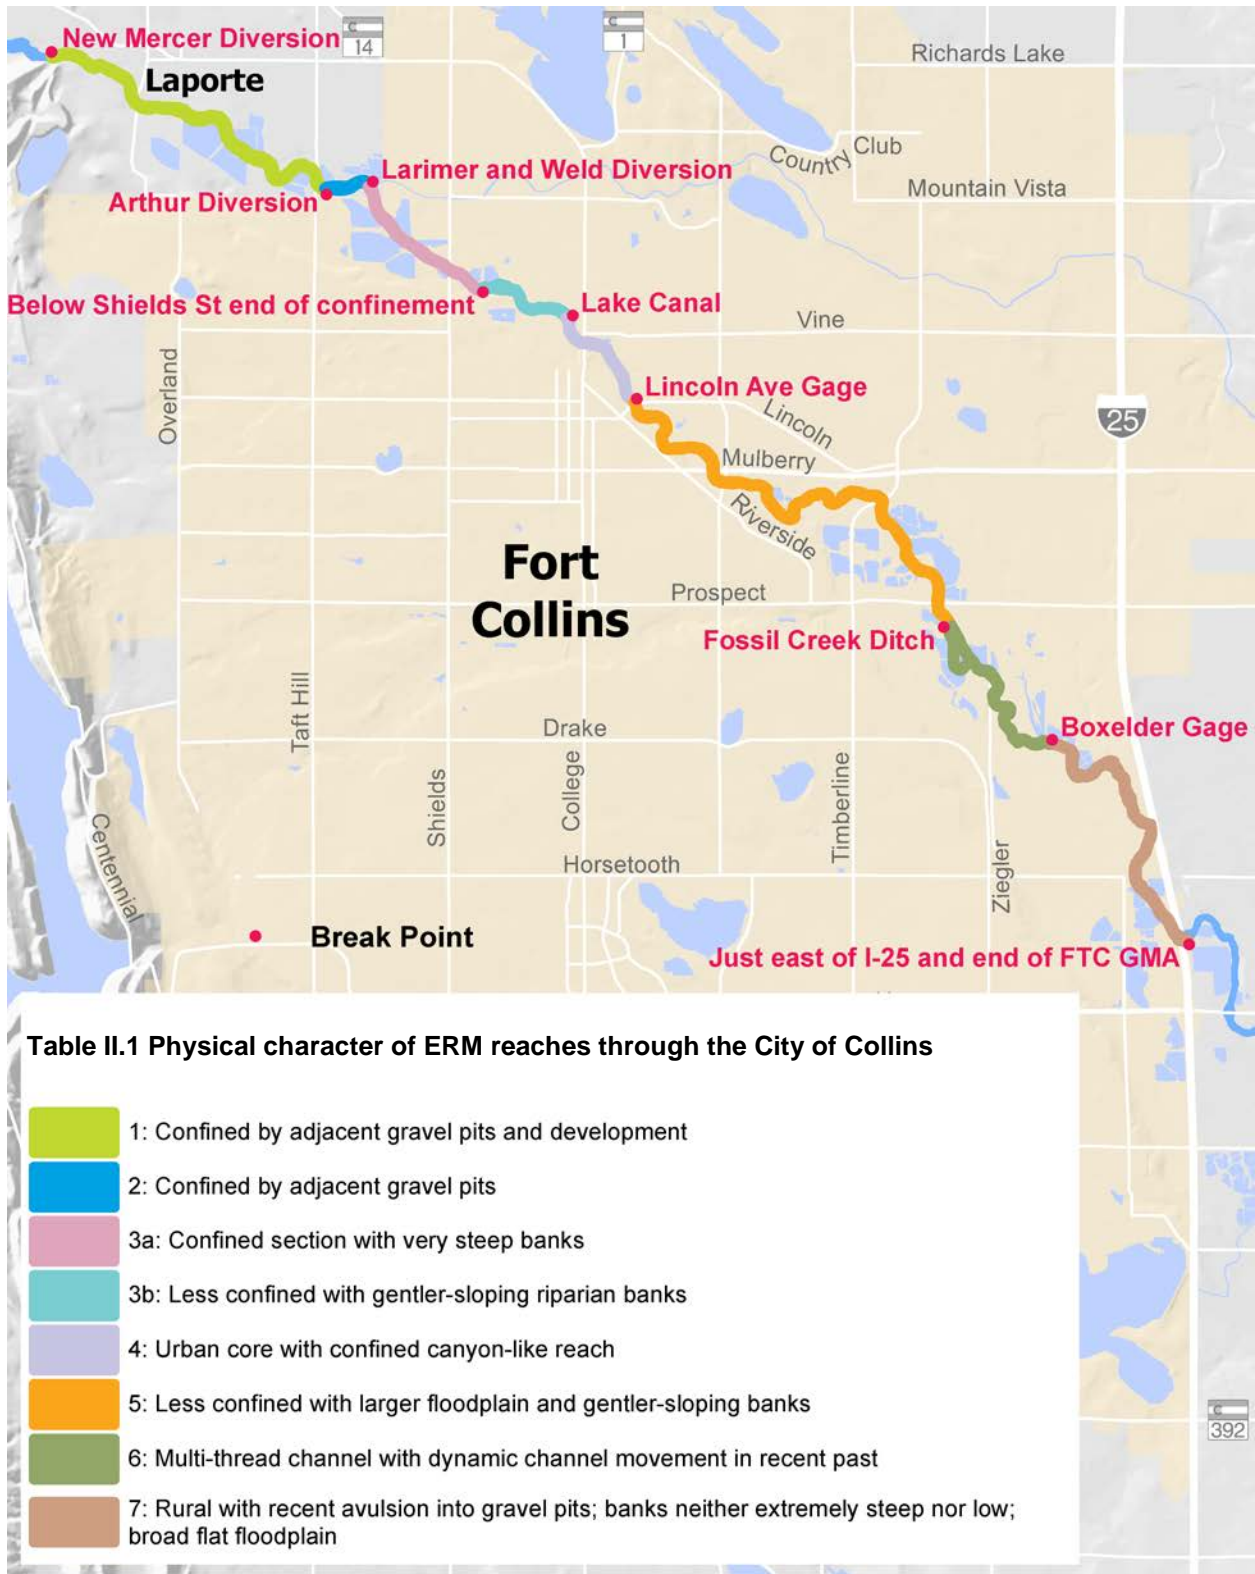 New Mercer Diversion
C
14
C
1
Richards Lake
Laporte
Country Club
Larimer and Weld Diversion
Mountain Vista
Arthur Diversion
Below Shields St end of confinement
Lake Canal
Vine
Overland
Lincoln Ave Gage
Lincoln
25
Mulberry
Riverside
Fort
Collins
Prospect
Fossil Creek Ditch
Taft Hill
Drake
Boxelder Gage
Shields
College
Timberline
Centennial
Horsetooth
Ziegler
Break Point
Just east of I-25 and end of FTC GMA
Table II.1 Physical character of ERM reaches through the City of Collins
1: Confined by adjacent gravel pits and development
2: Confined by adjacent gravel pits
3a: Confined section with very steep banks
3b: Less confined with gentler-sloping riparian banks
4: Urban core with confined canyon-like reach
5: Less confined with larger floodplain and gentler-sloping banks
C
392
6: Multi-thread channel with dynamic channel movement in recent past
7: Rural with recent avulsion into gravel pits; banks neither extremely steep nor low;
broad flat floodplain